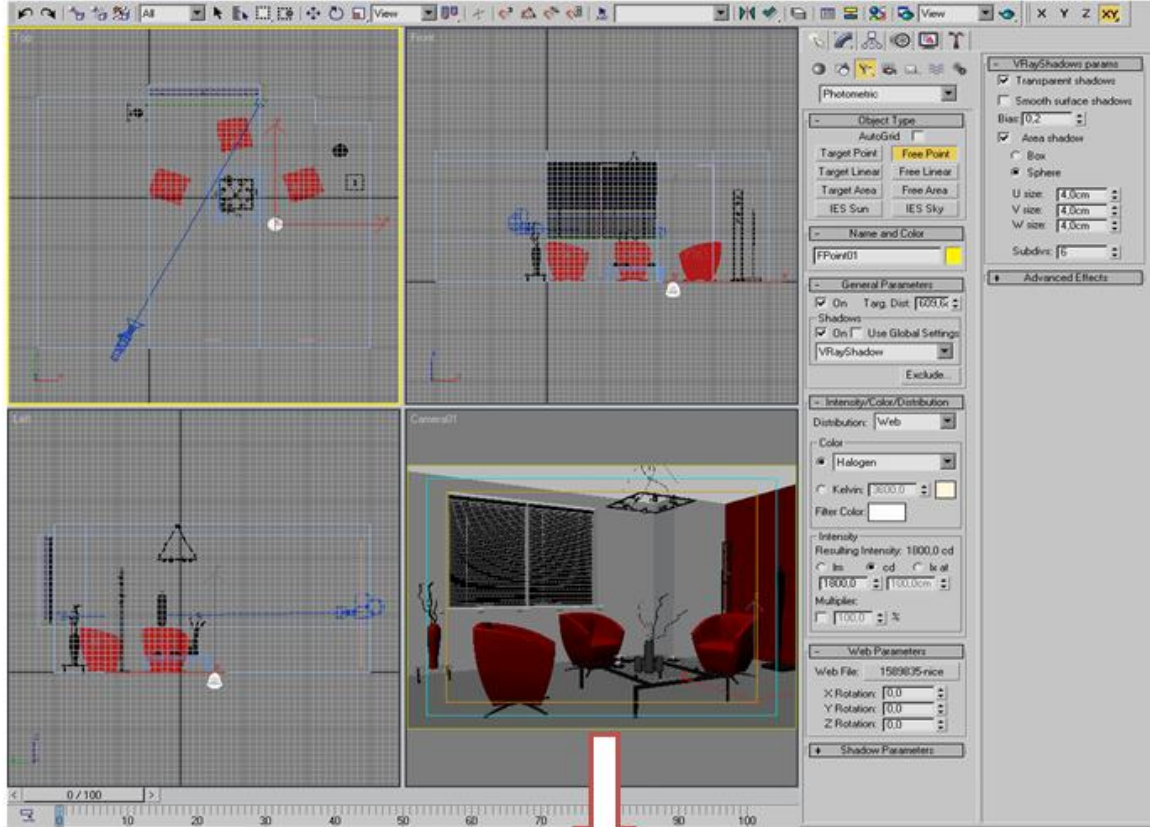 All View View X Y Z XY
Top
Front
Left
Camera01
0 / 100
0 10 20 30 40 50 60 70 90 100
Photometric
- Object Type
AutoGrid
Target Point Free Point
Target Linear Free Linear
Target Area Free Area
IES Sun IES Sky
- Name and Color
FPoint01
- General Parameters
On Targ. Dist: 609,6
Shadows
On Use Global Settings
VRayShadow
Exclude...
- Intensity/Color/Distribution
Distribution: Web
Color
Halogen
Kelvin: 3600,0
Filter Color:
Intensity
Resulting Intensity: 1800,0 cd
lm cd lx at
1800,0 100,0cm
Multiplier:
100,0 %
- Web Parameters
Web File: 1589835-nice
X Rotation: 0,0
Y Rotation: 0,0
Z Rotation: 0,0
+ Shadow Parameters
- VRayShadows params
Transparent shadows
Smooth surface shadows
Bias: 0,2
Area shadow
Box
Sphere
U size: 4,0cm
V size: 4,0cm
W size: 4,0cm
Subdivs: 6
+ Advanced Effects